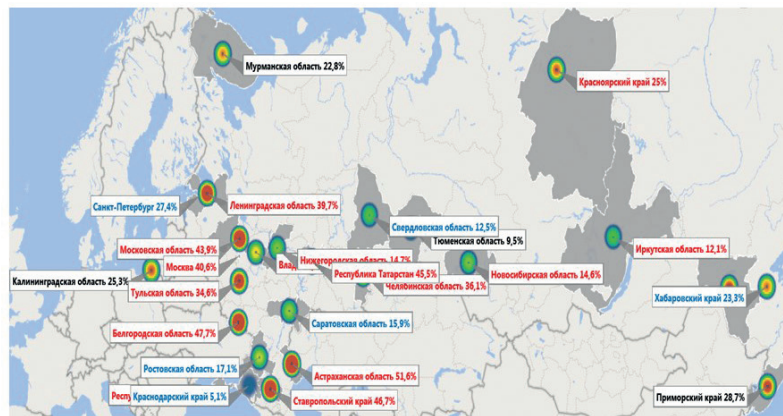 Мурманская область 22,8%
Красноярский край 25%
Санкт-Петербург 27,4%
Ленинградская область 39,7%
Свердловская область 12,5%
Тюменская область 9,5%
Московская область 43,9%
Москва 40,6%
Влад
Нижегородская область 14,7%
Республика Татарстан 45,5%
Иркутская область 12,1%
Калининградская область 25,3%
Тульская область 34,6%
Челябинская область 36,1%
Новосибирская область 14,6%
Хабаровский край 23,3%
Белгородская область 47,7%
Саратовская область 15,9%
Ростовская область 17,1%
Астраханская область 51,6%
Респу
Краснодарский край 5,1%
Ставропольский край 46,7%
Приморский край 28,7%